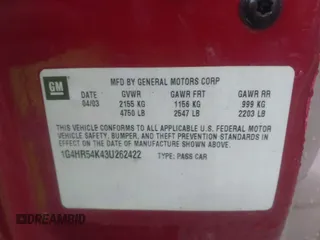 GM
MFD BY GENERAL MOTORS CORP
DATE GVWR GAWR FRT GAWR RR
04/03 2155 KG 1156 KG 999 KG
4750 LB 2547 LB 2203 LB
THIS VEHICLE CONFORMS TO ALL APPLICABLE U.S. FEDERAL MOTOR
VEHICLE SAFETY, BUMPER, AND THEFT PREVENTION STANDARDS IN
EFFECT ON THE DATE OF MANUFACTURE SHOWN ABOVE.
1G4HR54K43U262422 TYPE: PASS CAR
DREAMBID